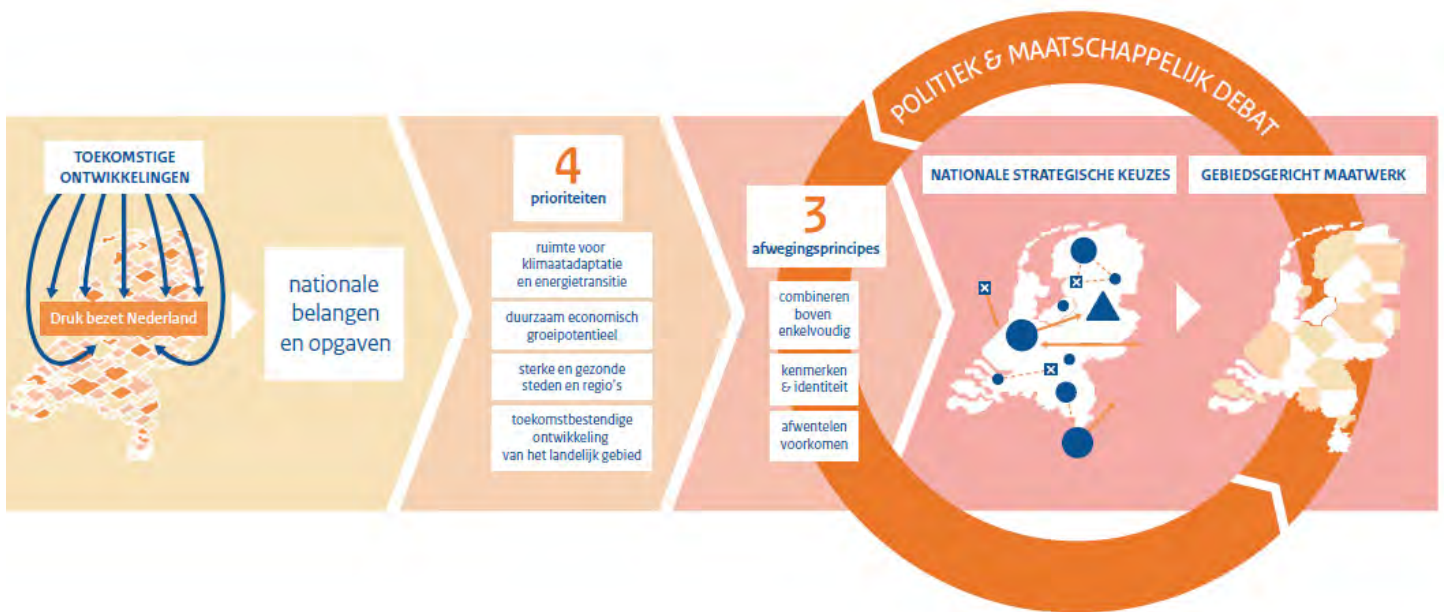 POLITIEK & MAATSCHAPPELIJK DEBAT
TOEKOMSTIGE
ONTWIKKELINGEN
Druk bezet Nederland
nationale
belangen
en opgaven
4
prioriteiten
ruimte voor
klimaatadaptatie
en energietransitie
duurzaam economisch
groeipotentieel
sterke en gezonde
steden en regio's
toekomstbestendige
ontwikkeling
van het landelijk gebied
3
afwegingsprincipes
combineren
boven
enkelvoudig
kenmerken
& identiteit
afwentelen
voorkomen
NATIONALE STRATEGISCHE KEUZES
GEBIEDSGERICHT MAATWERK